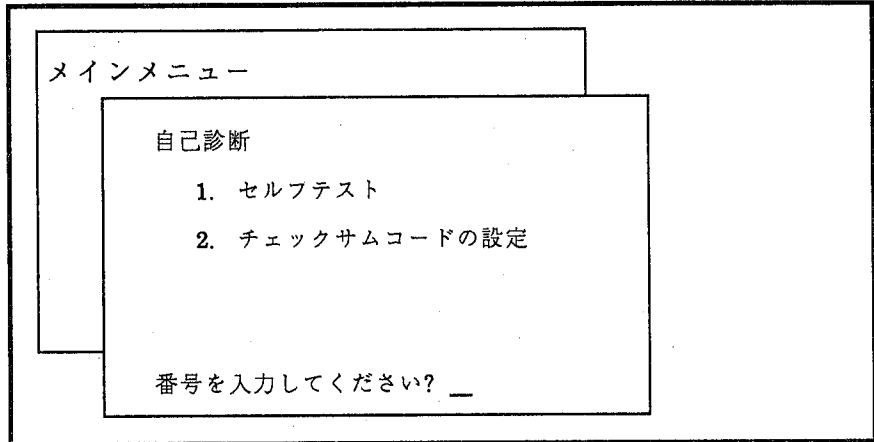 メインメニュー
自己診断
1. セルフテスト
2. チェックサムコードの設定
番号を入力してください? _